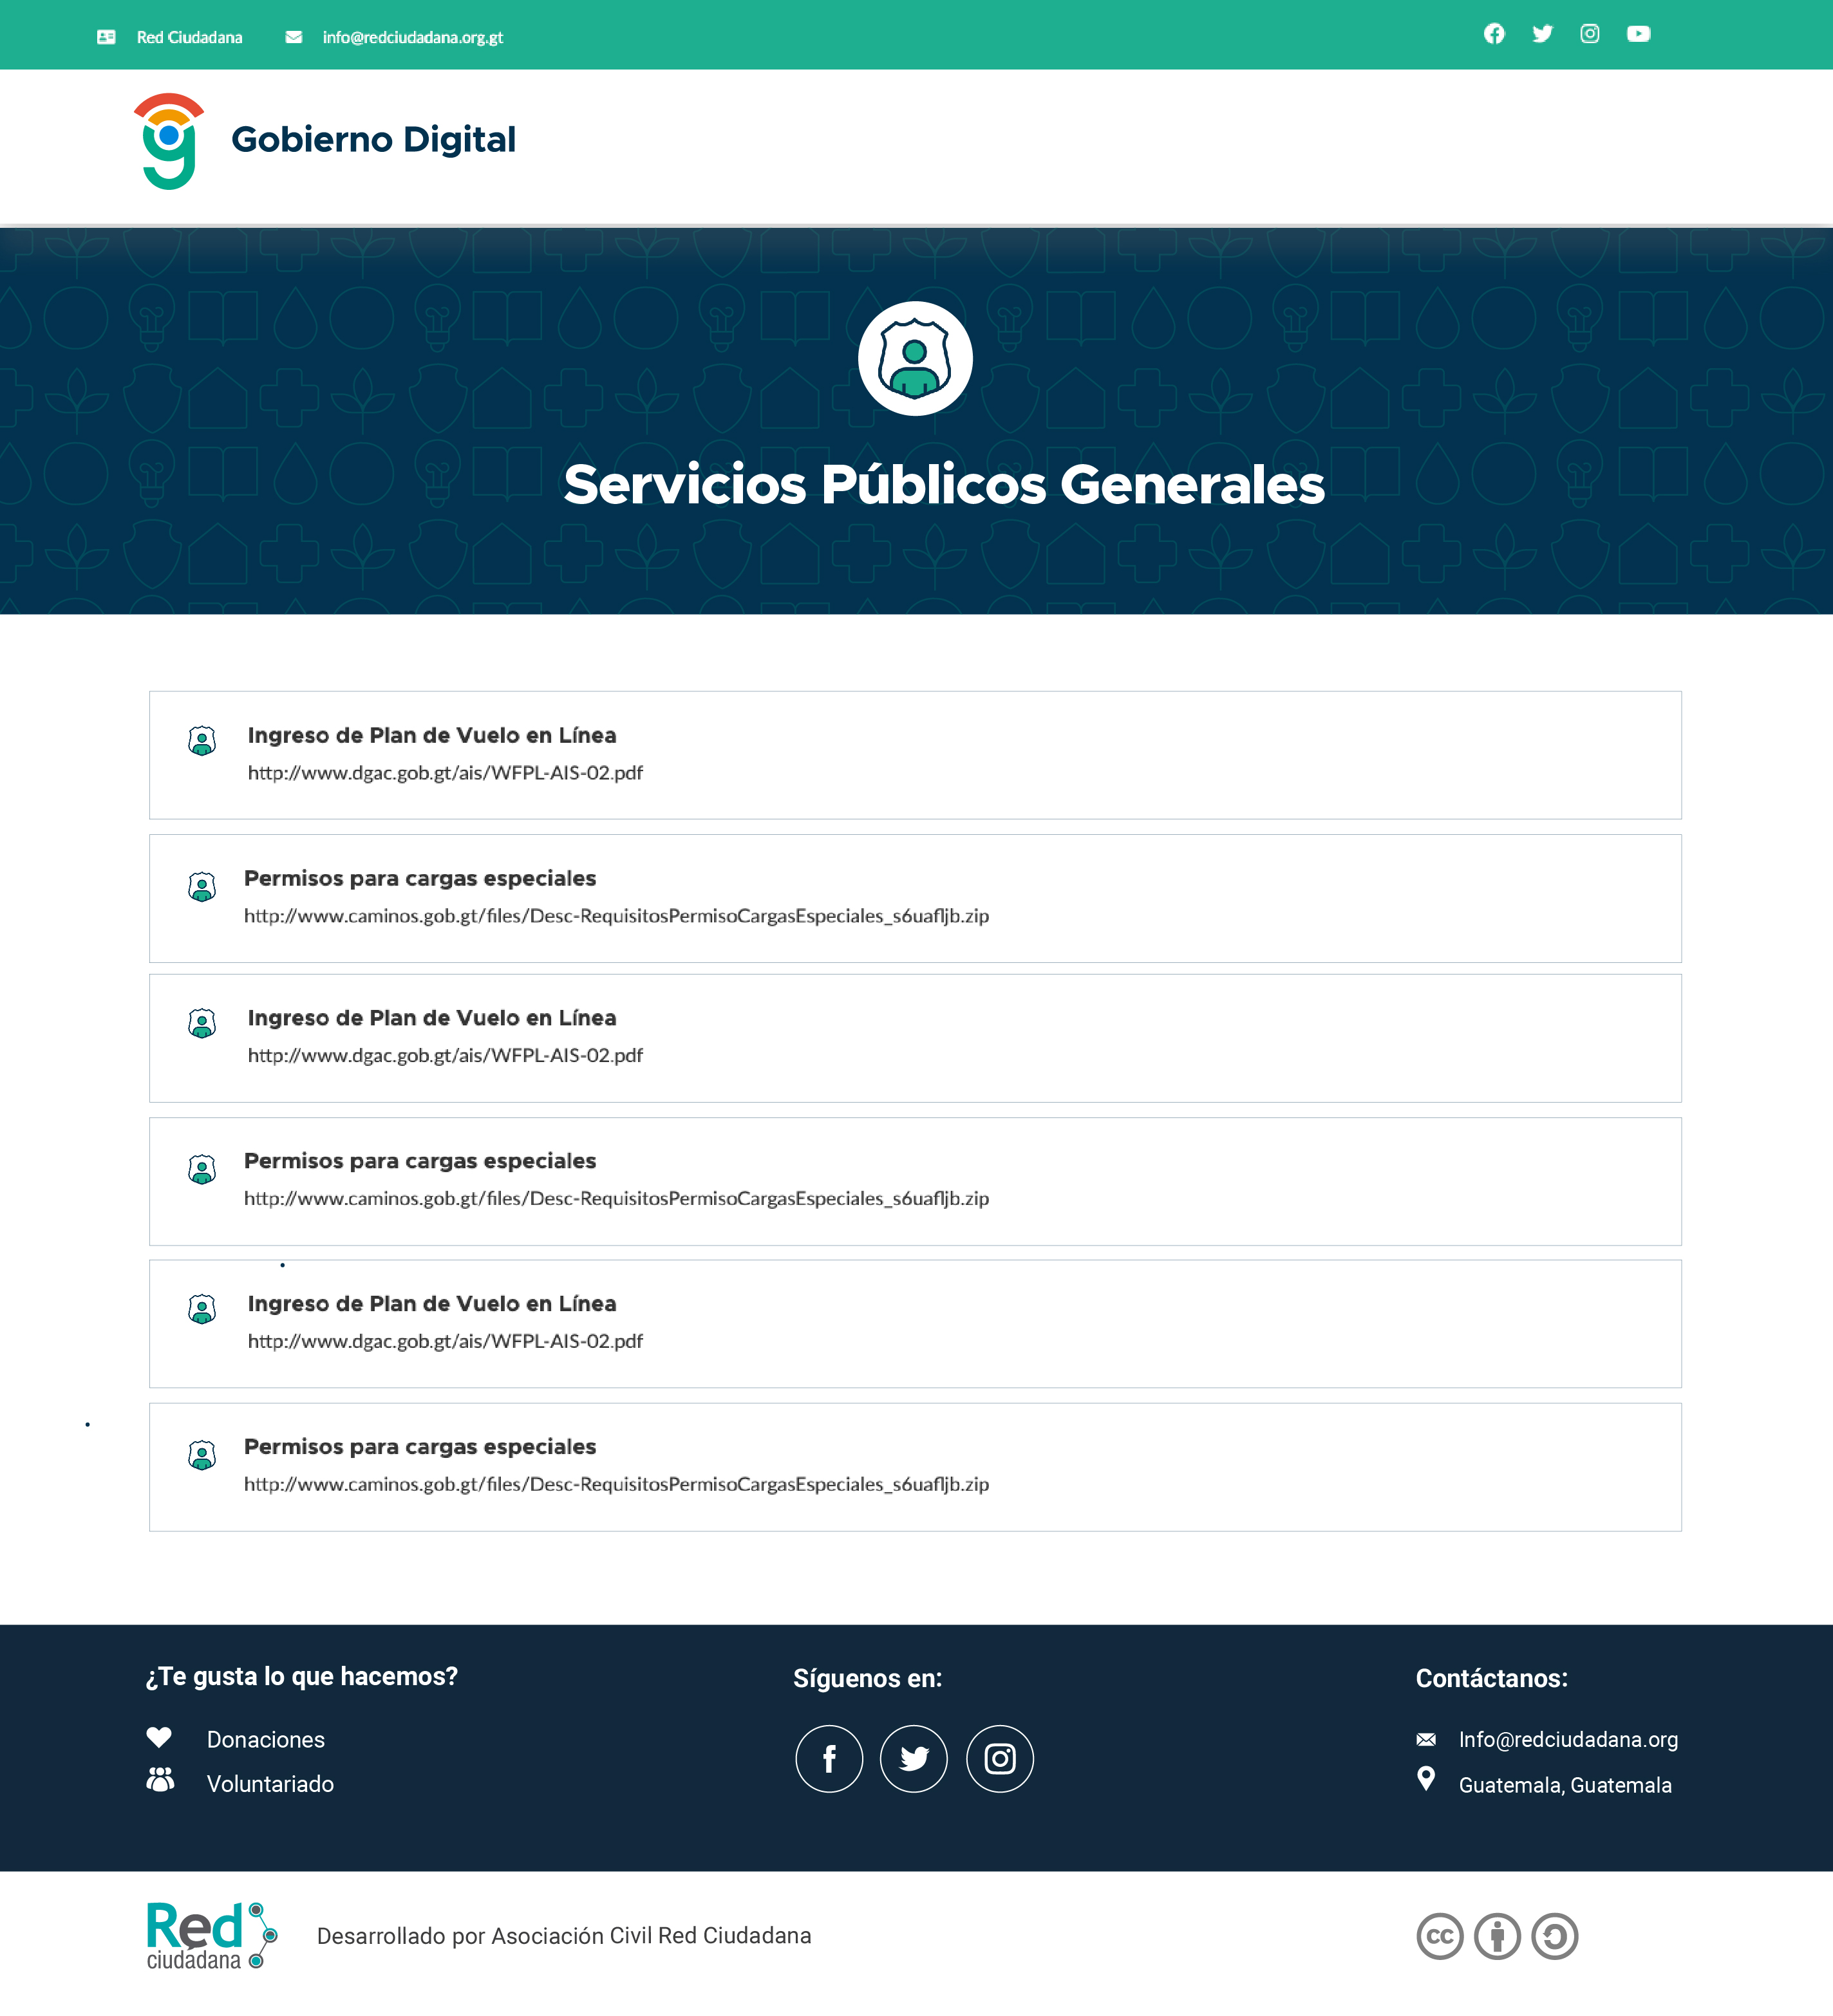 Red Ciudadana info@redciudadana.org.gt
Gobierno Digital
Servicios Públicos Generales
Ingreso de Plan de Vuelo en Línea
http://www.dgac.gob.gt/ais/WFPL-AIS-02.pdf
Permisos para cargas especiales
http://www.caminos.gob.gt/files/Desc-RequisitosPermisoCargasEspeciales_s6uafljb.zip
Ingreso de Plan de Vuelo en Línea
http://www.dgac.gob.gt/ais/WFPL-AIS-02.pdf
Permisos para cargas especiales
http://www.caminos.gob.gt/files/Desc-RequisitosPermisoCargasEspeciales_s6uafljb.zip
Ingreso de Plan de Vuelo en Línea
http://www.dgac.gob.gt/ais/WFPL-AIS-02.pdf
Permisos para cargas especiales
http://www.caminos.gob.gt/files/Desc-RequisitosPermisoCargasEspeciales_s6uafljb.zip
¿Te gusta lo que hacemos?
Donaciones
Voluntariado
Síguenos en:
Contáctanos:
Info@redciudadana.org
Guatemala, Guatemala
Red
ciudadana
Desarrollado por Asociación Civil Red Ciudadana
cc